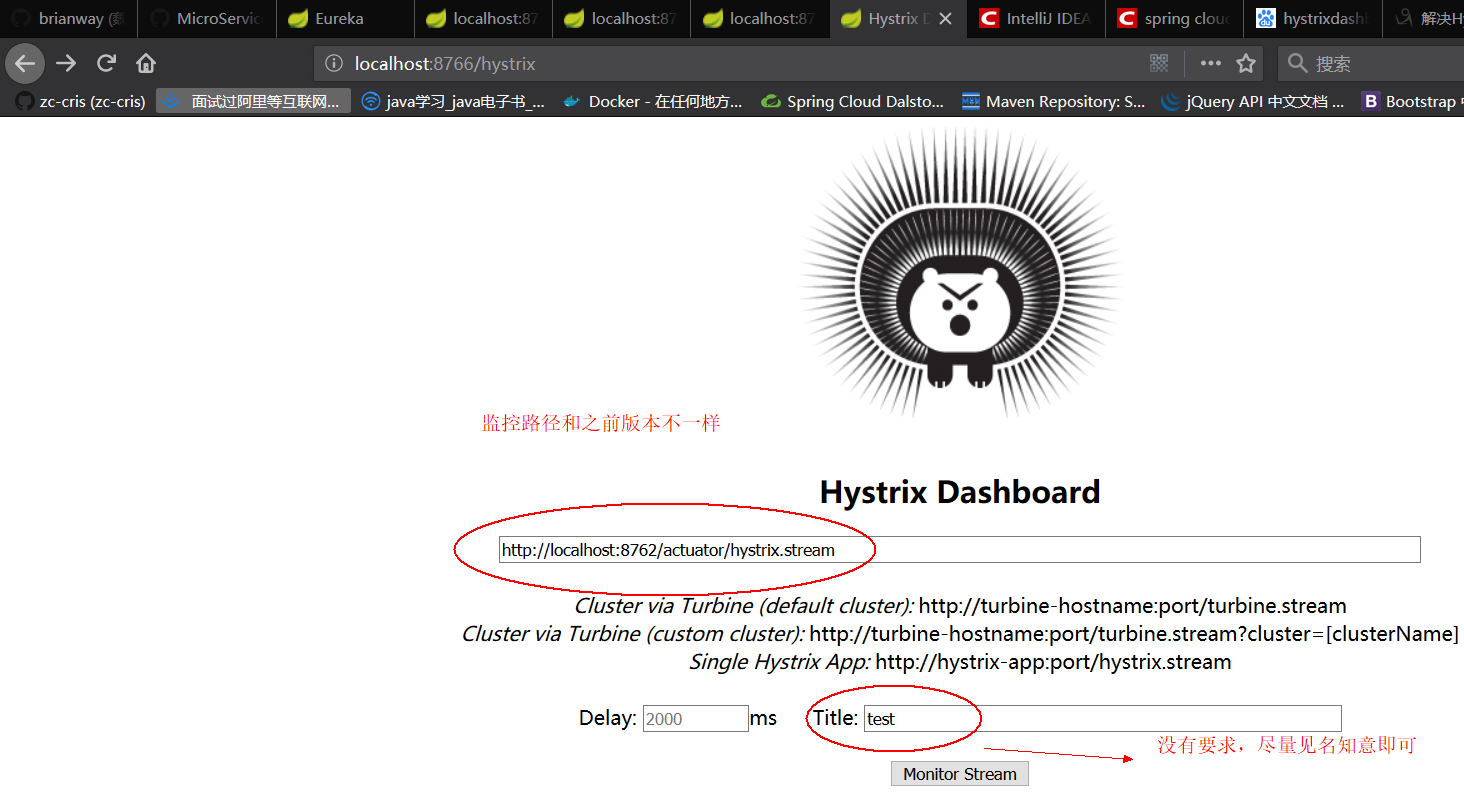 brianway (
MicroServic
Eureka
localhost:87
localhost:87
localhost:87
Hystrix D
IntelliJ IDEA
spring cloud
hystrixdash
解决Hy
localhost:8766/hystrix
搜索
zc-cris (zc-cris)
面试过阿里等互联网...
java学习_java电子书_...
Docker - 在任何地方...
Spring Cloud Dalsto...
Maven Repository: S...
jQuery API 中文文档 ...
B Bootstrap
监控路径和之前版本不一样
Hystrix Dashboard
http://localhost:8762/actuator/hystrix.stream
Cluster via Turbine (default cluster): http://turbine-hostname:port/turbine.stream
Cluster via Turbine (custom cluster): http://turbine-hostname:port/turbine.stream?cluster=[clusterName]
Single Hystrix App: http://hystrix-app:port/hystrix.stream
Delay: 2000 ms Title: test
没有要求，尽量见名知意即可
Monitor Stream